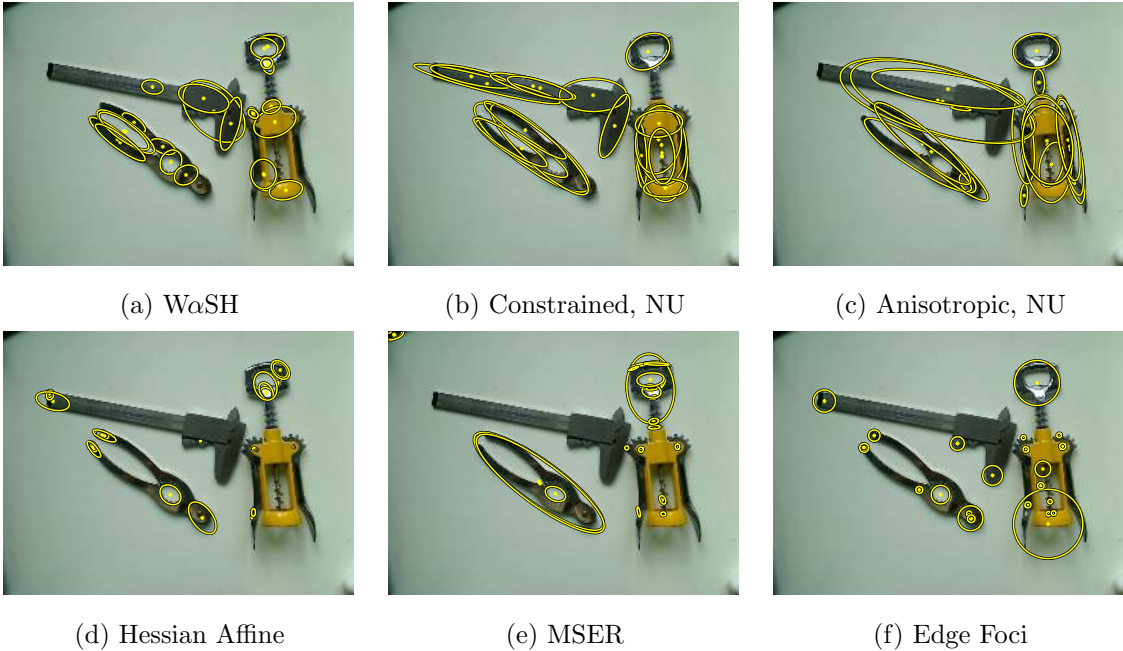 (a) WαSH
(b) Constrained, NU
(c) Anisotropic, NU
(d) Hessian Affine
(e) MSER
(f) Edge Foci